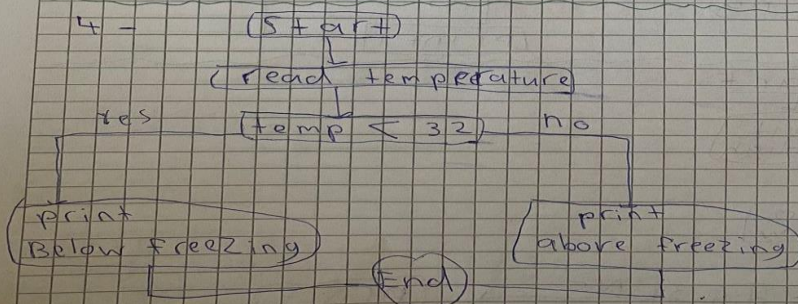 4 - Start
read temperature
Yes temp < 32 no
print
Below freezing
print
above freezing
End